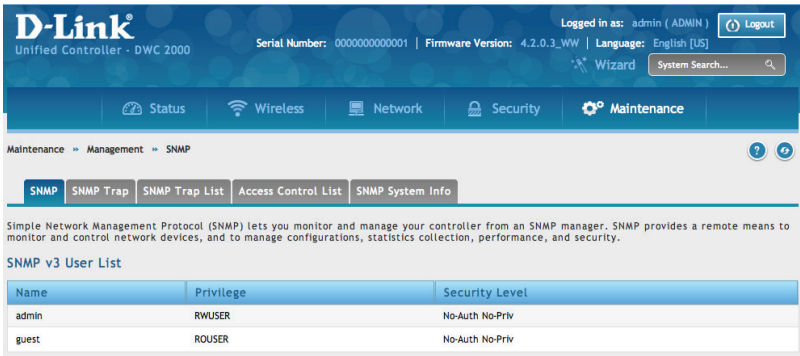 D-Link®
Unified Controller - DWC 2000
Logged in as: admin ( ADMIN ) Logout
Serial Number: 0000000000001 | Firmware Version: 4.2.0.3_WW | Language: English [US]
Wizard System Search...
Status Wireless Network Security Maintenance
Maintenance » Management » SNMP ?
SNMP SNMP Trap SNMP Trap List Access Control List SNMP System Info
Simple Network Management Protocol (SNMP) lets you monitor and manage your controller from an SNMP manager. SNMP provides a remote means to
monitor and control network devices, and to manage configurations, statistics collection, performance, and security.
SNMP v3 User List
Name Privilege Security Level
admin RWUSER No-Auth No-Priv
guest ROUSER No-Auth No-Priv